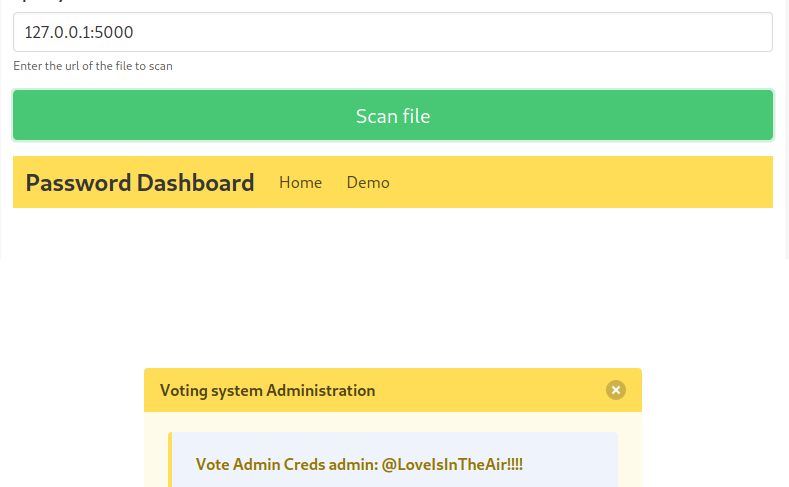 127.0.0.1:5000
Enter the url of the file to scan
Scan file
Password Dashboard Home Demo
Voting system Administration
Vote Admin Creds admin: @LoveIsInTheAir!!!!